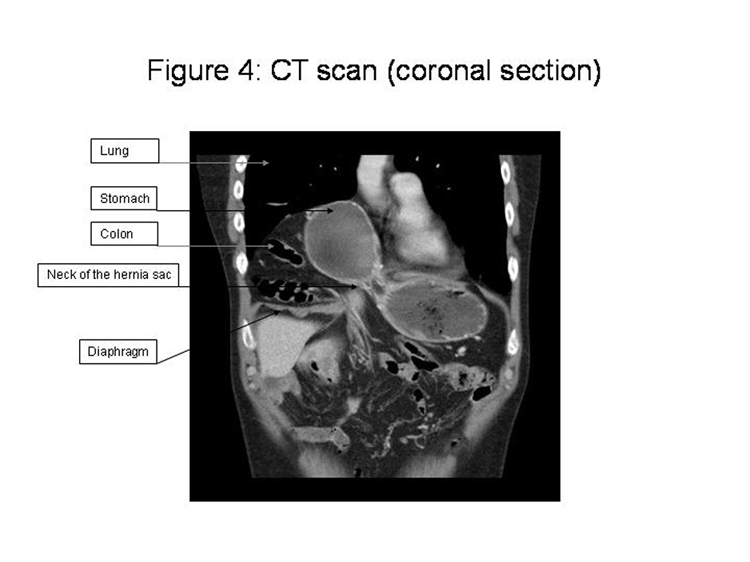 Figure 4: CT scan (coronal section)
Lung
Stomach
Colon
Neck of the hernia sac
Diaphragm